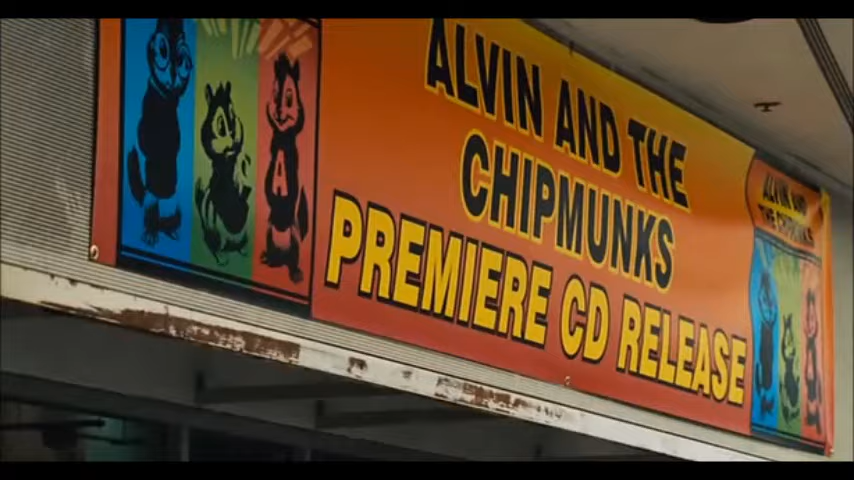 ALVIN AND THE
CHIPMUNKS
PREMIERE CD RELEASE
A
ALVIN AND
THE CHIPMUNKS